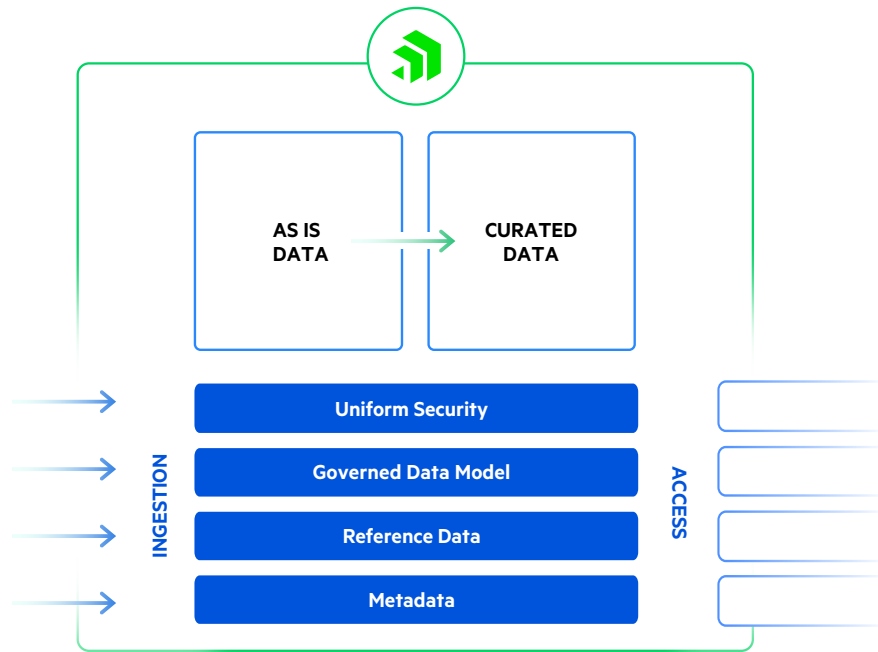 AS IS
DATA
CURATED
DATA
Uniform Security
Governed Data Model
Reference Data
Metadata
INGESTION
ACCESS